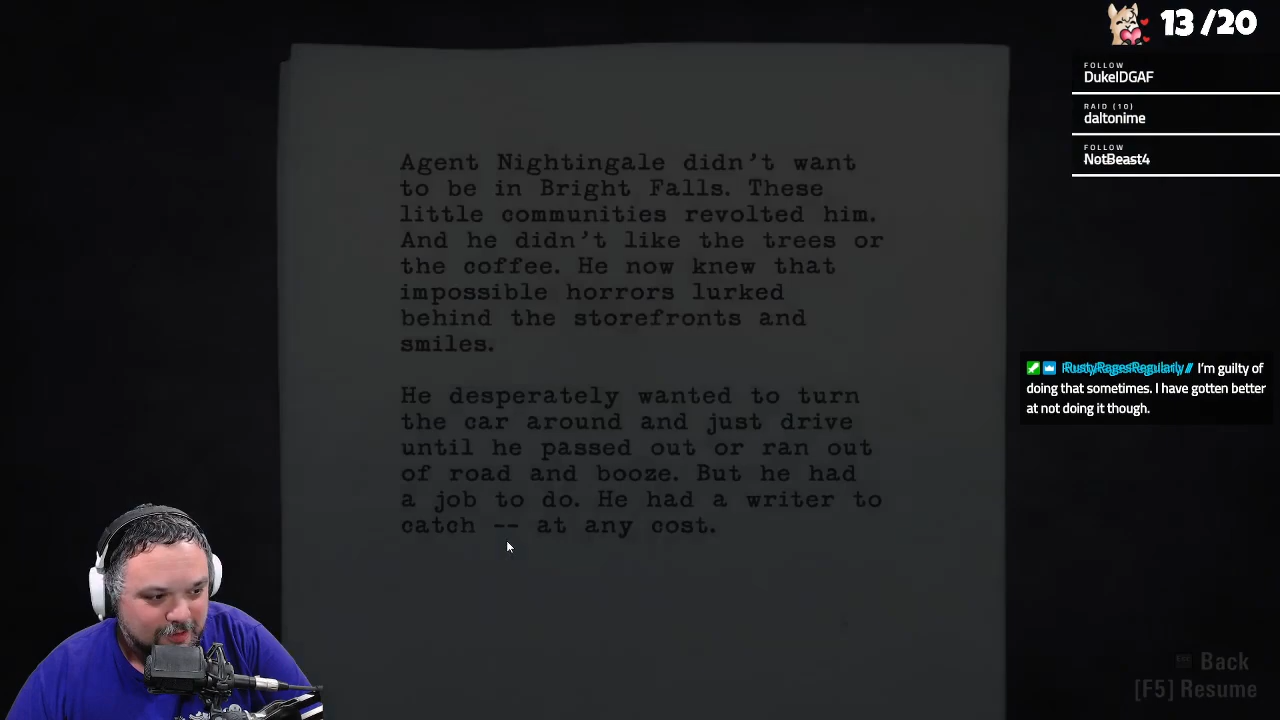 13/20
FOLLOW
DukeIDGAF
RAID (10)
daltonime
FOLLOW
NotBeast4
Agent Nightingale didn't want
to be in Bright Falls. These
little communities revolted him.
And he didn't like the trees or
the coffee. He now knew that
impossible horrors lurked
behind the storefronts and
smiles.
He desperately wanted to turn
the car around and just drive
until he passed out or ran out
of road and booze. But he had
a job to do. He had a writer to
catch -- at any cost.
RustyRagesRegularly // I'm guilty of
doing that sometimes. I have gotten better
at not doing it though.
Back
[F5] Resume